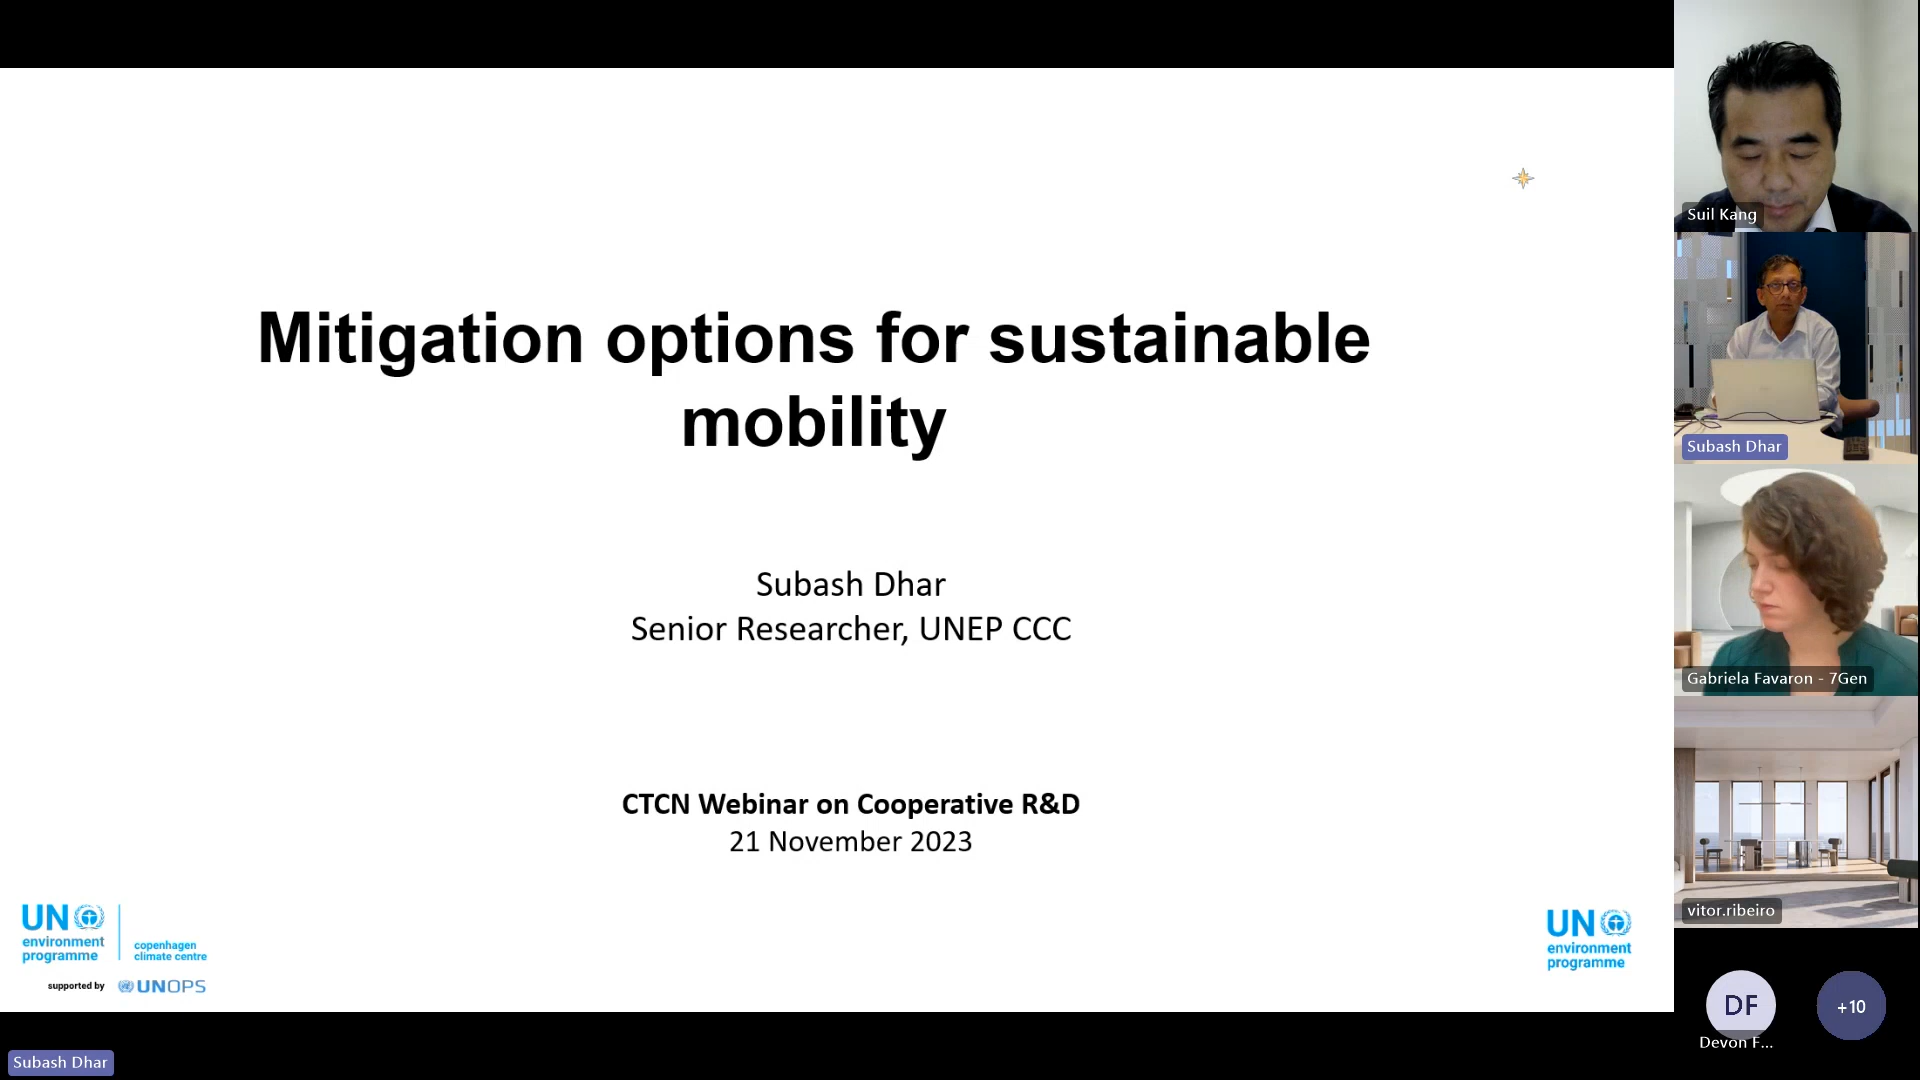 Mitigation options for sustainable
mobility
Subash Dhar
Senior Researcher, UNEP CCC
CTCN Webinar on Cooperative R&D
21 November 2023
UN
environment
programme
copenhagen
climate centre
supported by
UNOPS
UN
environment
programme
Subash Dhar
Suil Kang
Subash Dhar
Gabriela Favaron - 7Gen
vitor.ribeiro
DF
Devon F...
+10